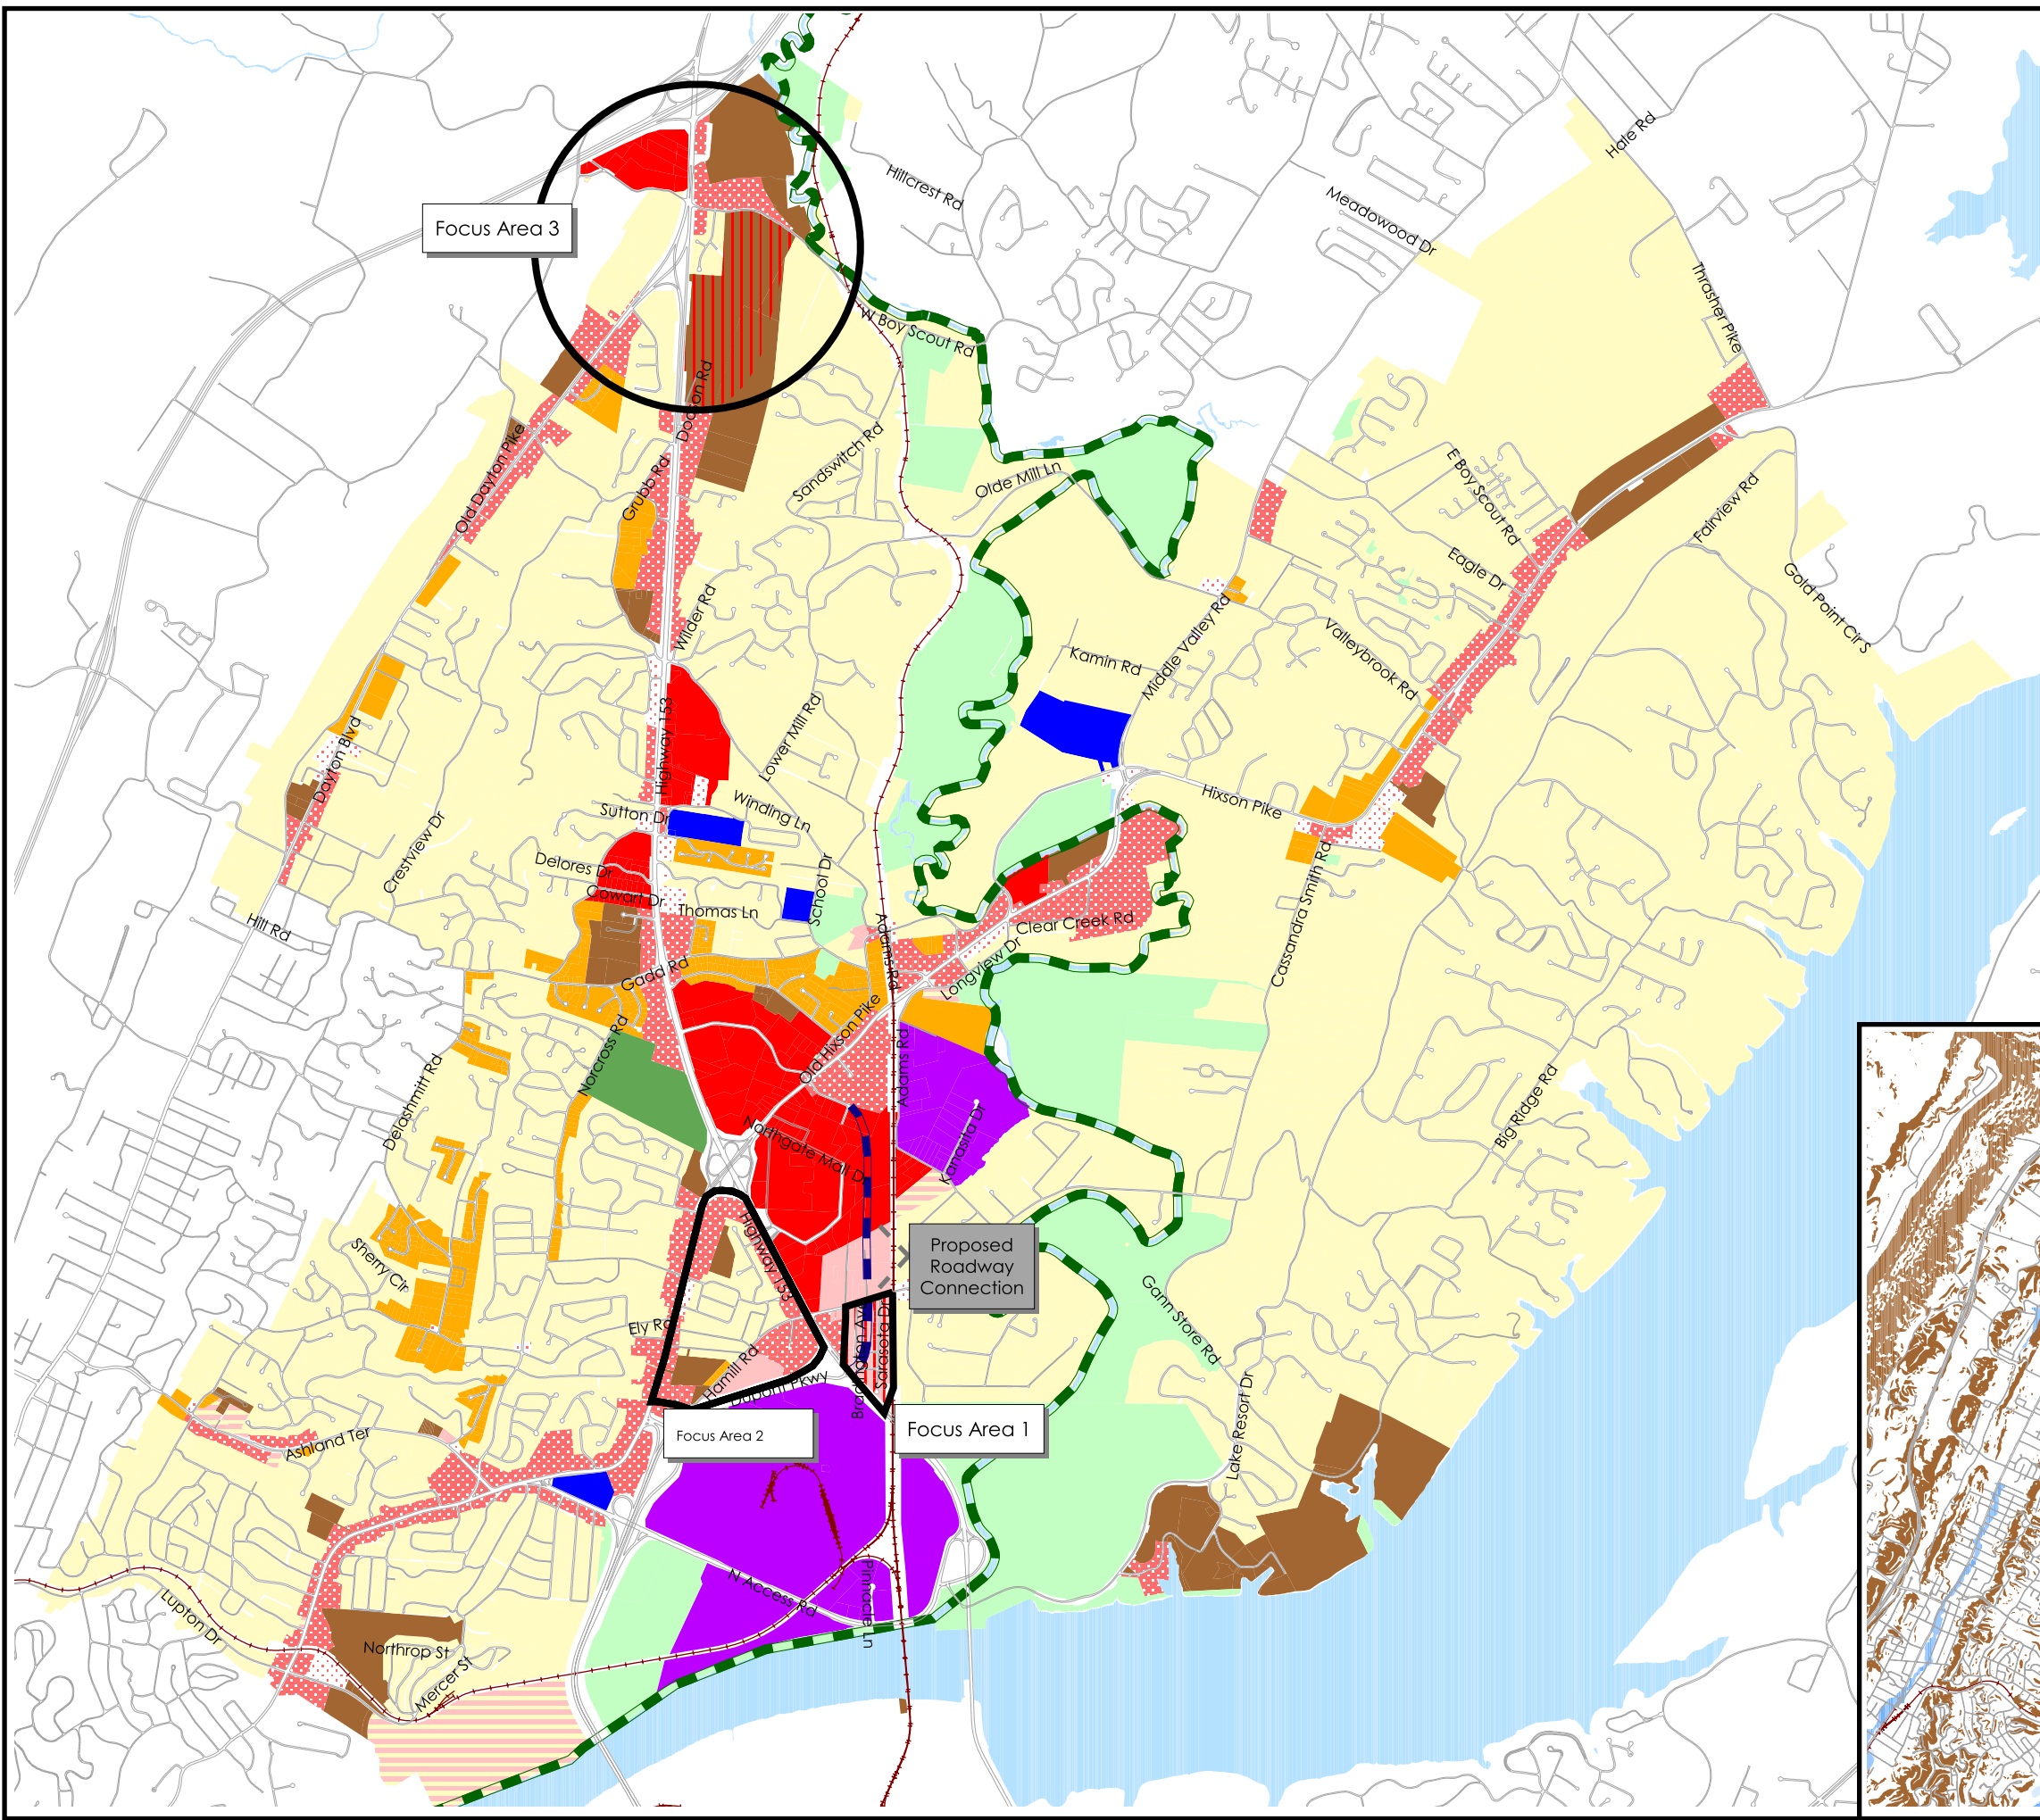 Hale Rd
Hillcrest Rd
Meadowood Dr
Focus Area 3
Thrasher Pike
W Boy Scout Rd
Dodson Rd
Old Dayton Pike
Grubb Rd
Sandswitch Rd
Olde Mill Ln
E Boy Scout Rd
Fairview Rd
Eagle Dr
Gold Point Cir S
Wilder Rd
Kamin Rd
Middle Valley Rd
Valleybrook Rd
Highway 153
Lower Mill Rd
Dayton Blvd
Winding Ln
Hixson Pike
Sutton Dr
Crestview Dr
Delores Dr
Cowart Dr
Thomas Ln
School Dr
Cassandra Smith Rd
Hill Rd
Adams Rd
Clear Creek Rd
Longview Dr
Gadd Rd
Norcross Rd
Old Hixson Pike
Adams Rd
Delashmitt Rd
Northgate Mall Dr
Kanasita Dr
Big Ridge Rd
Sherry Cir
Highway 153
Proposed
Roadway
Connection
Gann Store Rd
Ely Rd
Hamill Rd
Dupont Pkwy
Sarasota Dr
Focus Area 2
Focus Area 1
Ashland Ter
Lake Resort Dr
N Access Rd
Pinnacle Ln
Lupton Dr
Northrop St
Mercer St